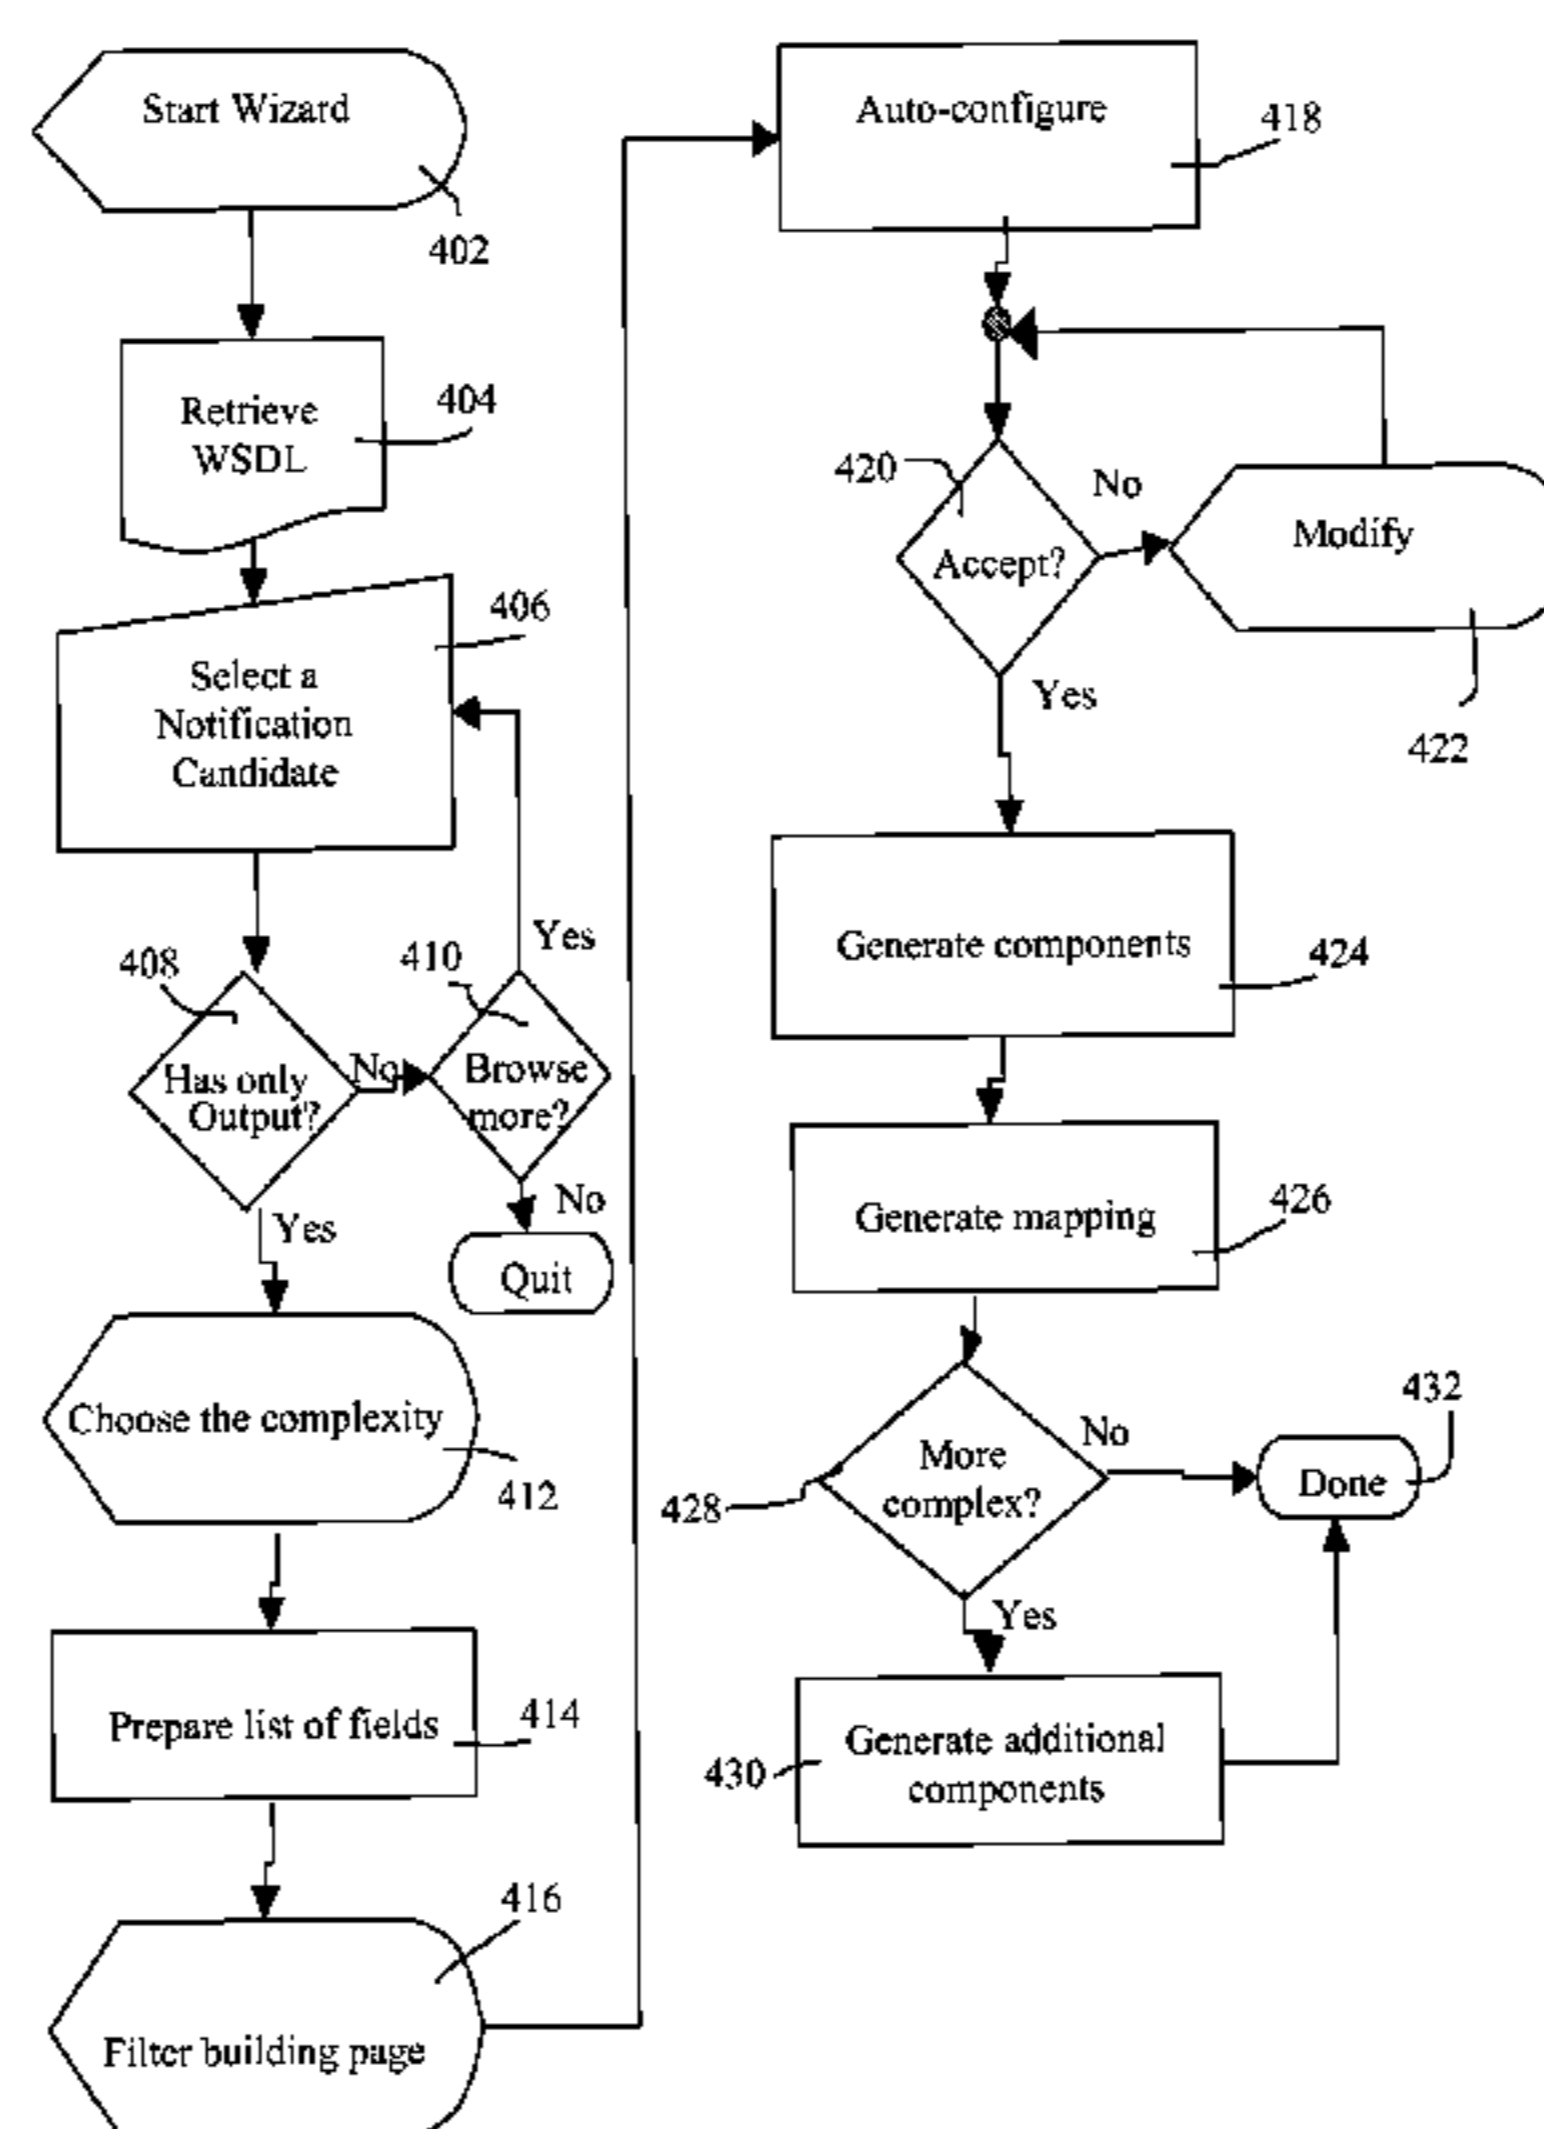 Start Wizard
402
Retrieve
WSDL
404
406
Select a
Notification
Candidate
408
Has only
Output?
No
410
Browse
more?
Yes
No
Quit
Yes
Choose the complexity
412
Prepare list of fields
414
416
Filter building page
Auto-configure
418
420
Accept?
No
Modify
422
Yes
Generate components
424
Generate mapping
426
428
More
complex?
No
432
Done
Yes
430
Generate additional
components